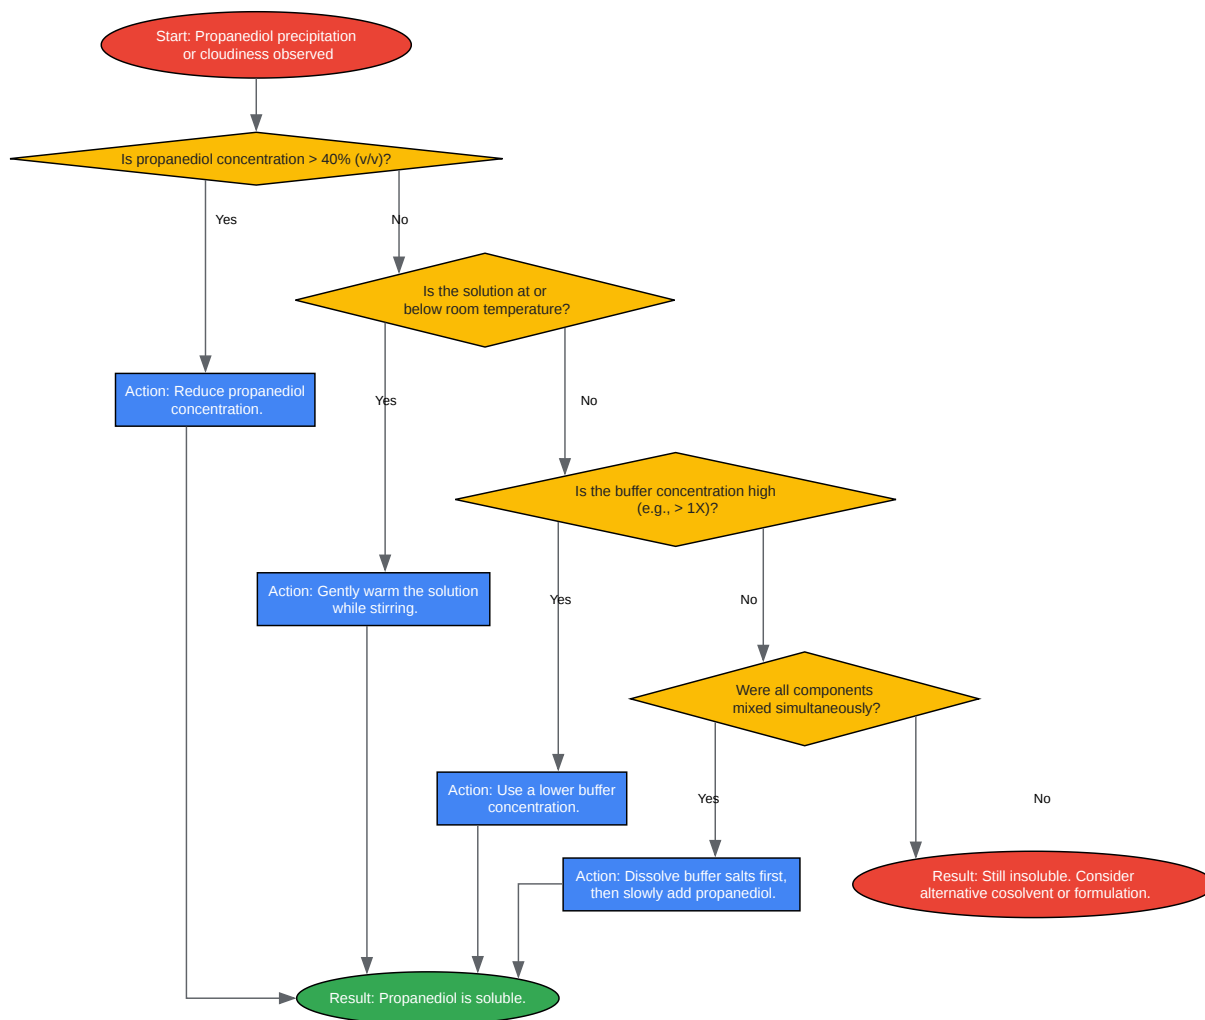 Start: Propanediol precipitation
or cloudiness observed
Is propanediol concentration > 40% (v/v)?
Yes
No
Is the solution at or
below room temperature?
Action: Reduce propanediol
concentration.
Yes
No
Is the buffer concentration high
(e.g., > 1X)?
Action: Gently warm the solution
while stirring.
Yes
No
Were all components
mixed simultaneously?
Action: Use a lower buffer
concentration.
Yes
No
Action: Dissolve buffer salts first,
then slowly add propanediol.
Result: Still insoluble. Consider
alternative cosolvent or formulation.
Result: Propanediol is soluble.